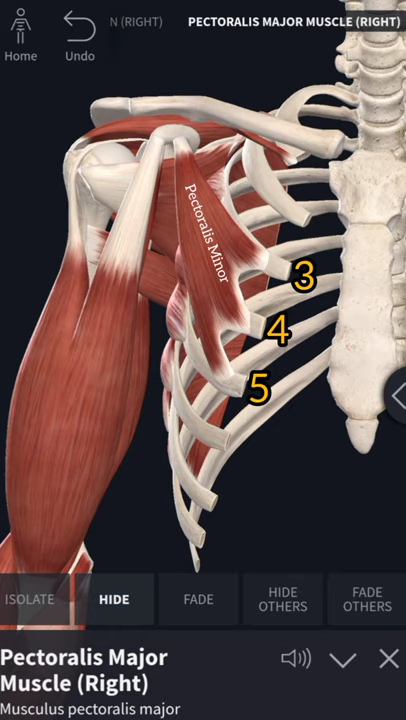 N (RIGHT) PECTORALIS MAJOR MUSCLE (RIGHT)
Home Undo
Pectoralis Minor
3
4
5
ISOLATE HIDE FADE HIDE OTHERS FADE OTHERS
Pectoralis Major
Muscle (Right)
Musculus pectoralis major